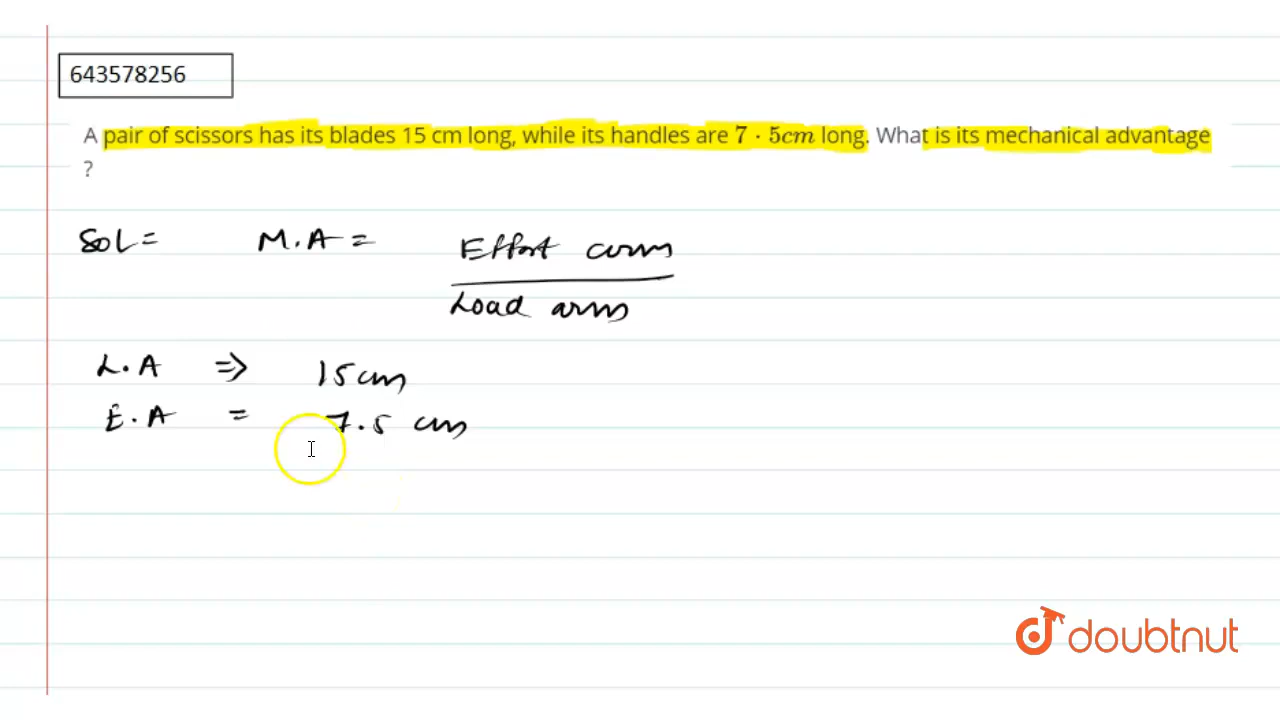 643578256
A pair of scissors has its blades 15 cm long, while its handles are 7 · 5cm long. What is its mechanical advantage
?
Sol = M.A = Effort arm
Load arm
L.A ⇒ 15 cm
E.A = 7.5 cm
doubtnut